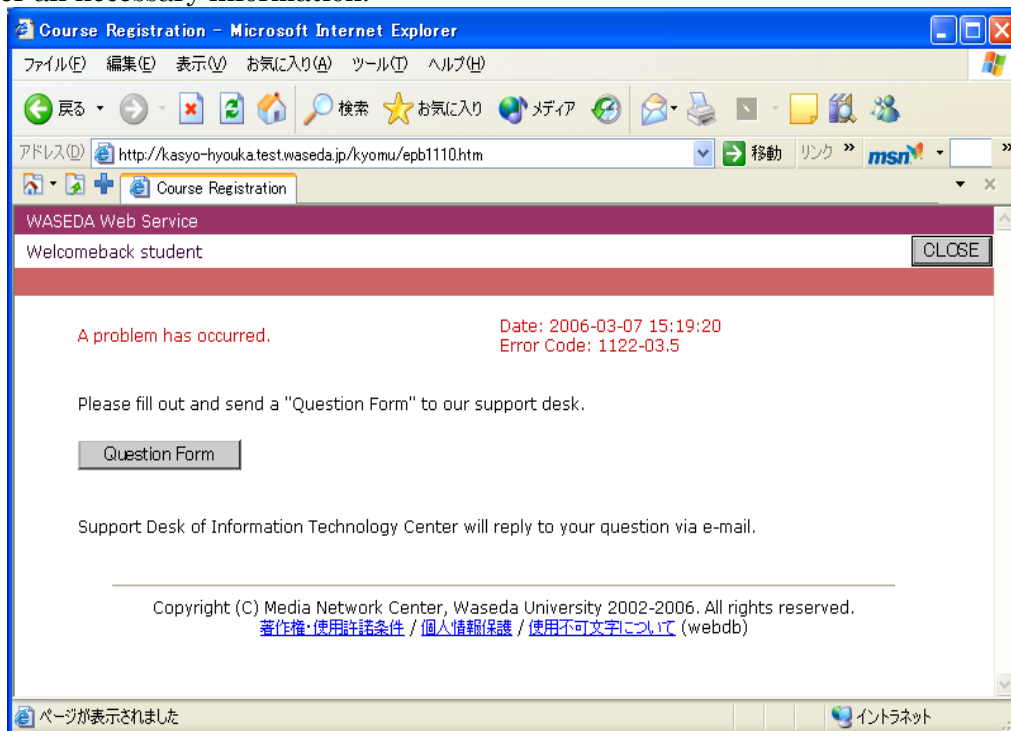 er all necessary information.
Course Registration - Microsoft Internet Explorer
ファイル(F) 編集(E) 表示(V) お気に入り(A) ツール(T) ヘルプ(H)
戻る 検索 お気に入り メディア
アドレス(D) http://kasyo-hyouka.test.waseda.jp/kyomu/epb1110.htm 移動 リンク » msn »
Course Registration
WASEDA Web Service
Welcomeback student CLOSE
A problem has occurred. Date: 2006-03-07 15:19:20
Error Code: 1122-03.5
Please fill out and send a "Question Form" to our support desk.
Question Form
Support Desk of Information Technology Center will reply to your question via e-mail.
Copyright (C) Media Network Center, Waseda University 2002-2006. All rights reserved.
著作権・使用許諾条件 / 個人情報保護 / 使用不可文字について (webdb)
ページが表示されました イントラネット